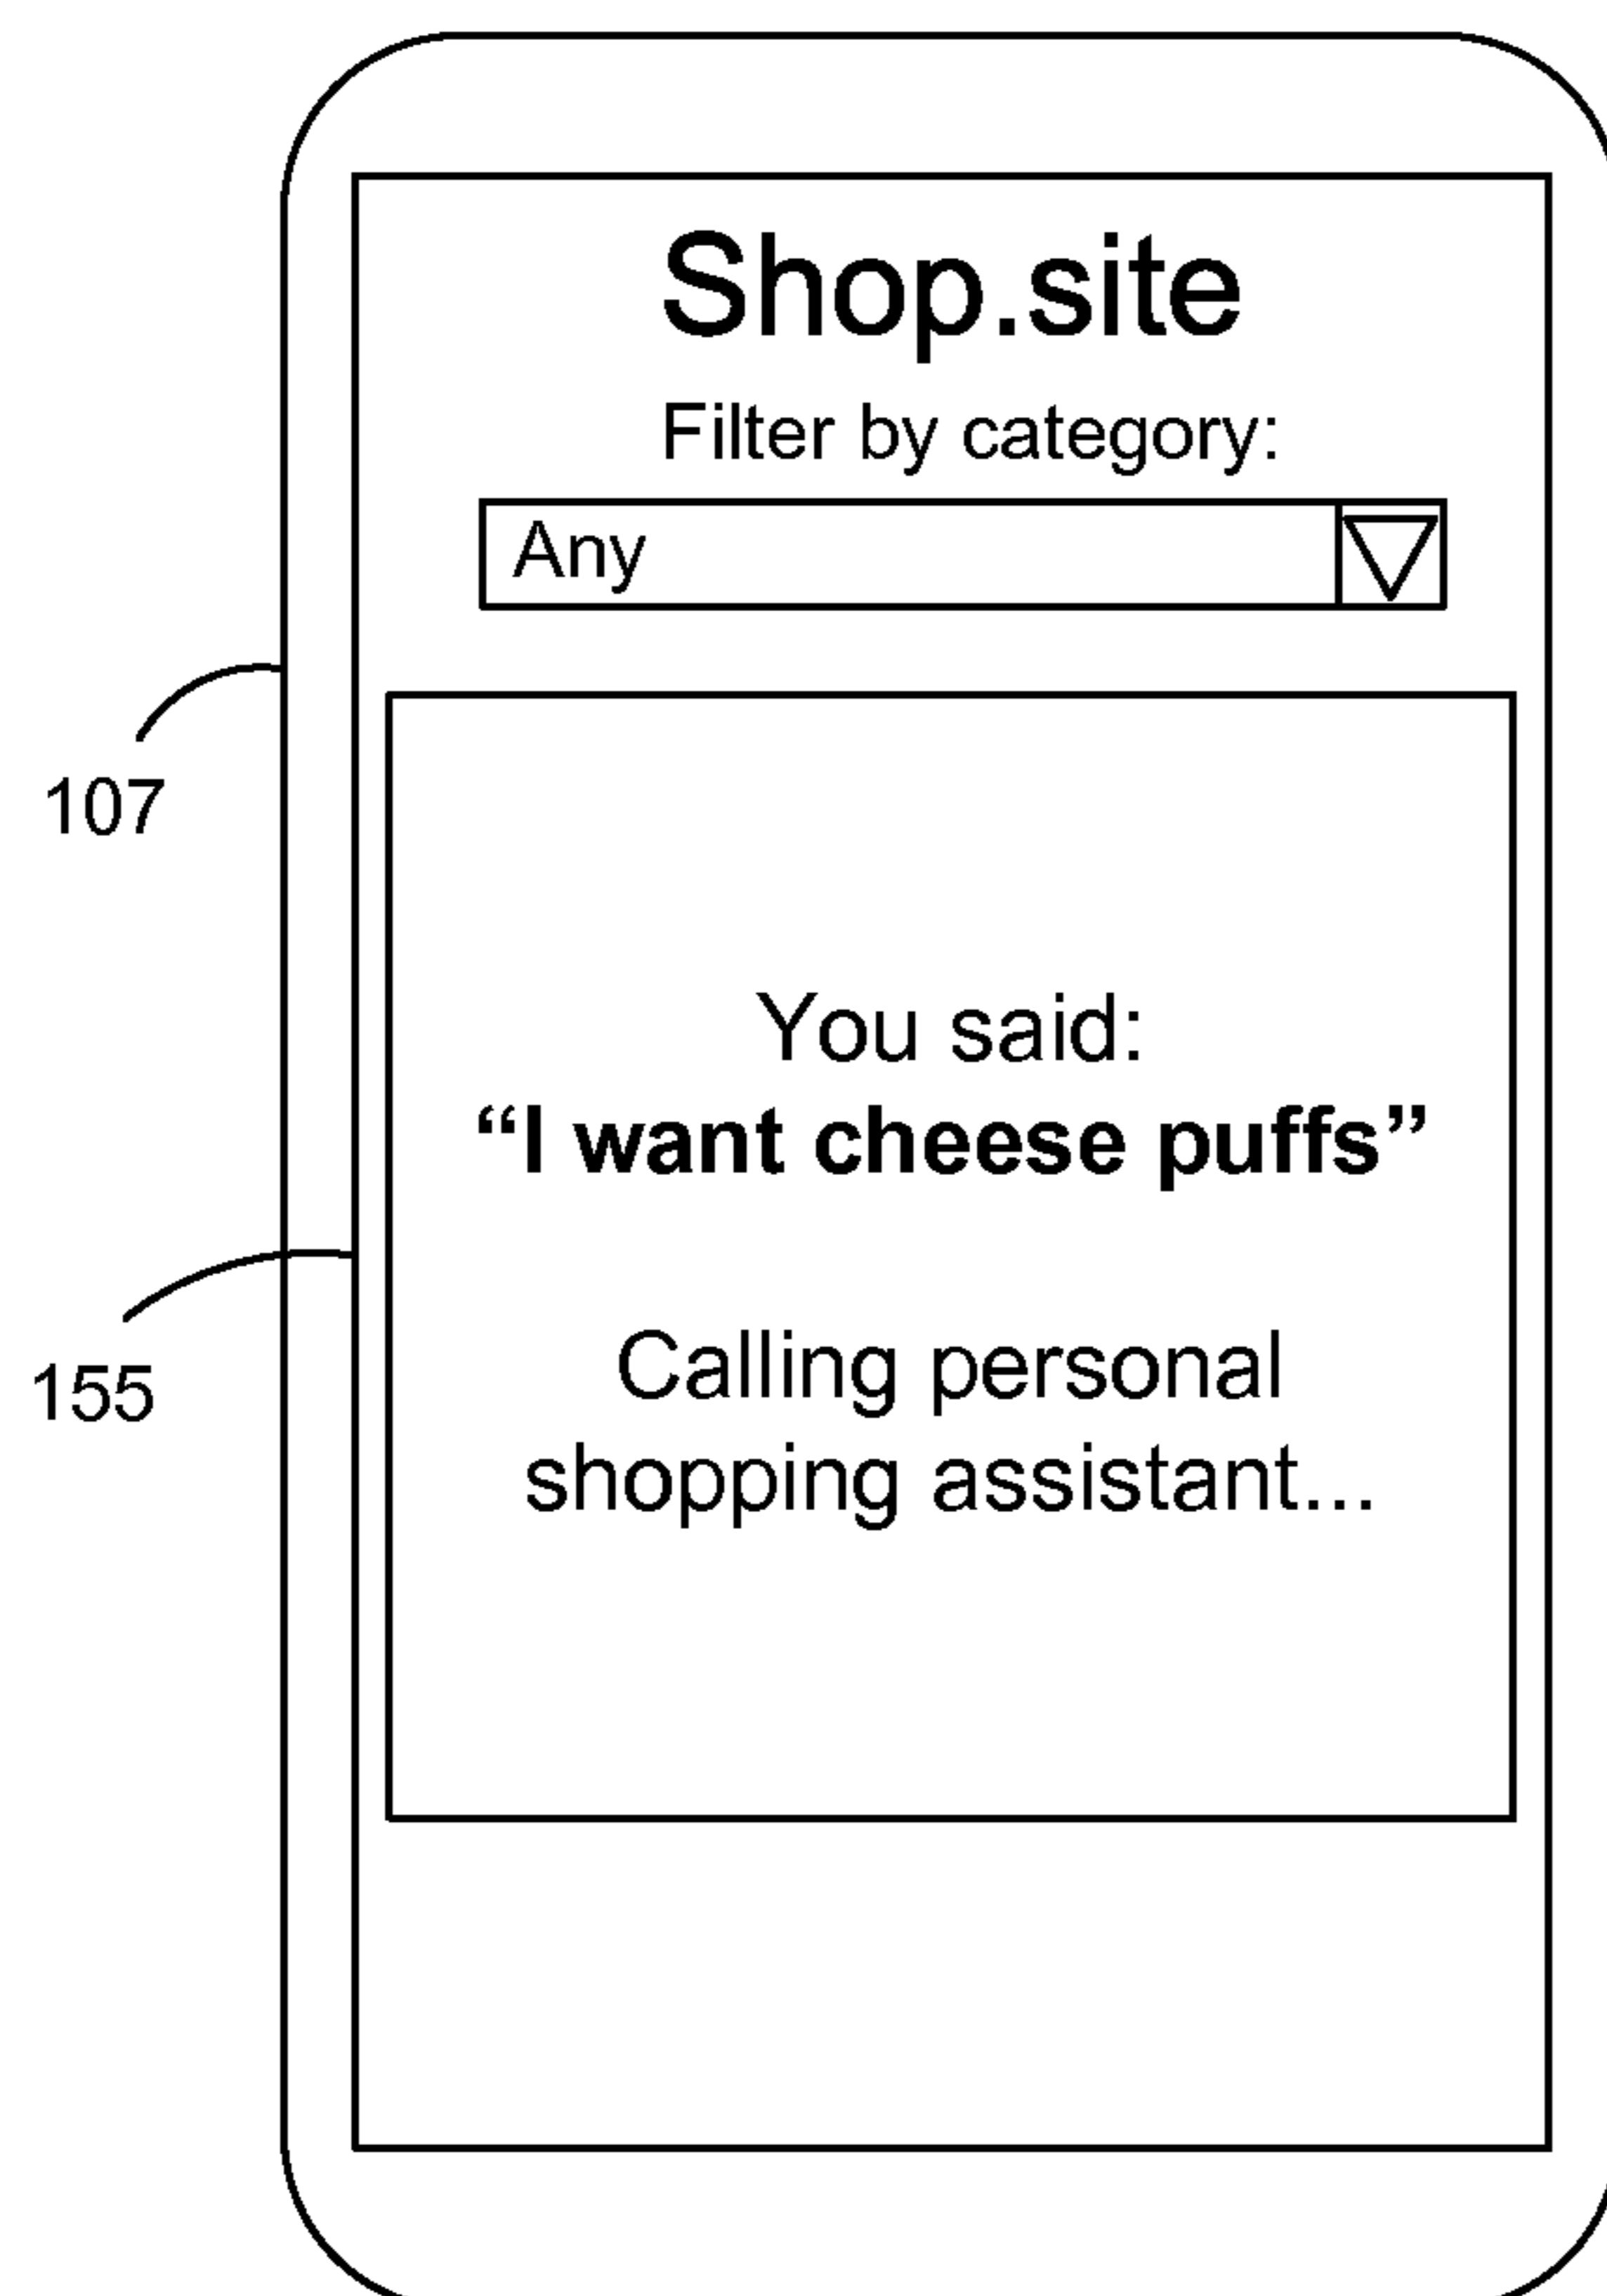 Shop.site
Filter by category:
Any
107
You said:
“I want cheese puffs”
155
Calling personal
shopping assistant...